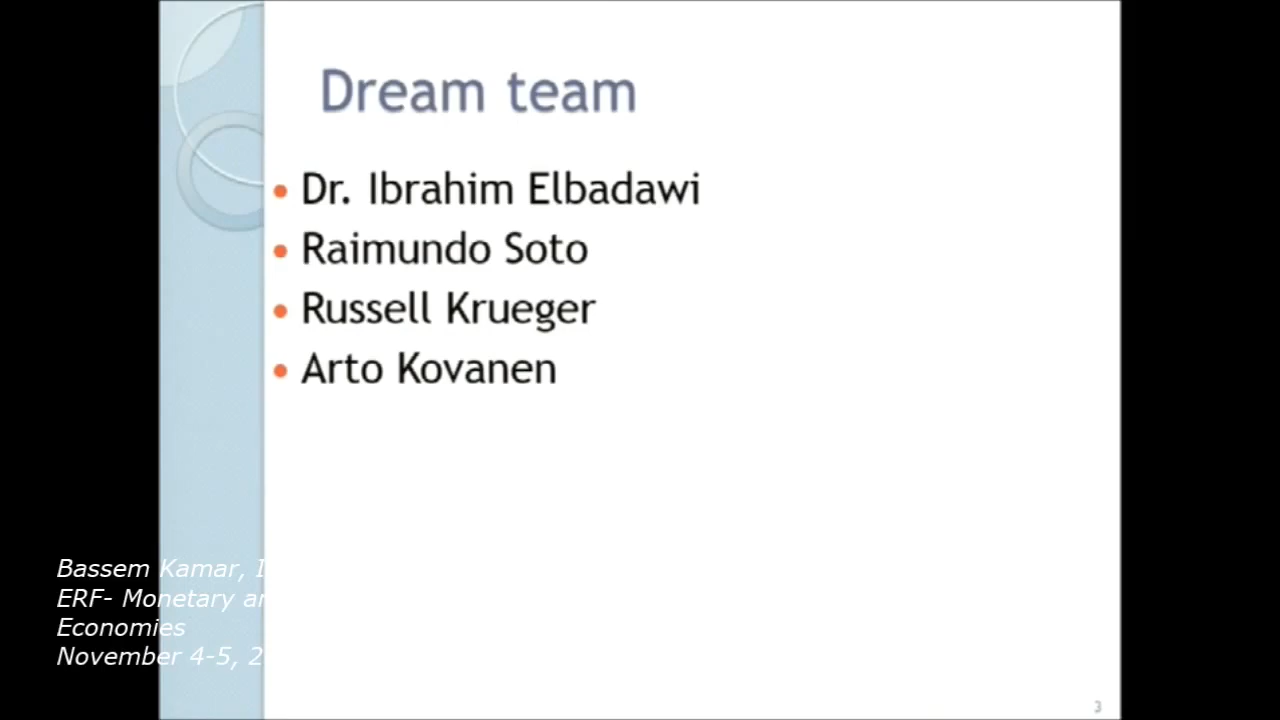 Dream team
• Dr. Ibrahim Elbadawi
• Raimundo Soto
• Russell Krueger
• Arto Kovanen
Bassem Kamar,
ERF- Monetary
Economies
November 4-5,
3